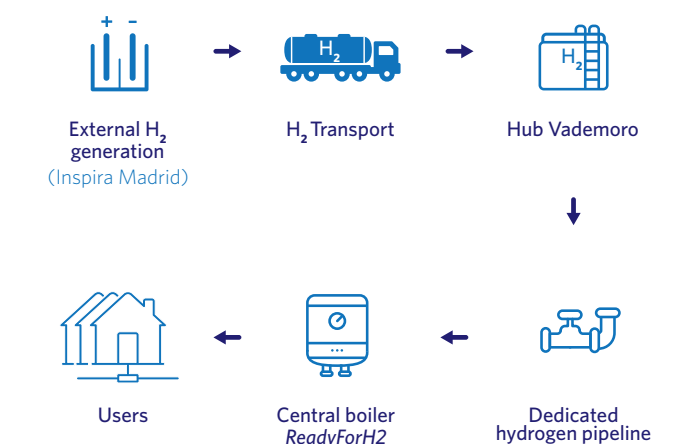 + -
H₂
H₂
External H₂
generation
(Inspira Madrid)
H₂ Transport
Hub Vademoro
Users
Central boiler
ReadyForH2
Dedicated
hydrogen pipeline